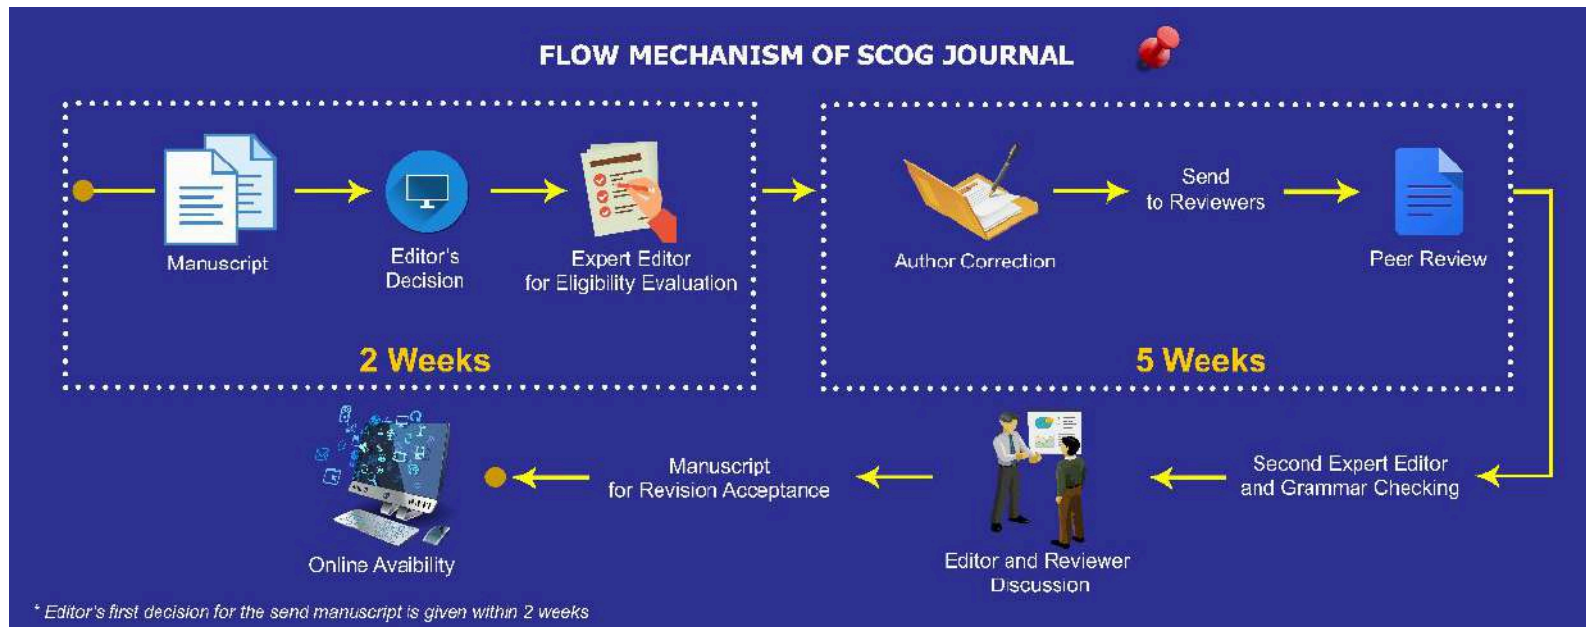 FLOW MECHANISM OF SCOG JOURNAL
Manuscript
Editor's
Decision
Expert Editor
for Eligibility Evaluation
2 Weeks
Author Correction
Send
to Reviewers
Peer Review
5 Weeks
Second Expert Editor
and Grammar Checking
Editor and Reviewer
Discussion
Manuscript
for Revision Acceptance
Online Avaibility
* Editor's first decision for the send manuscript is given within 2 weeks